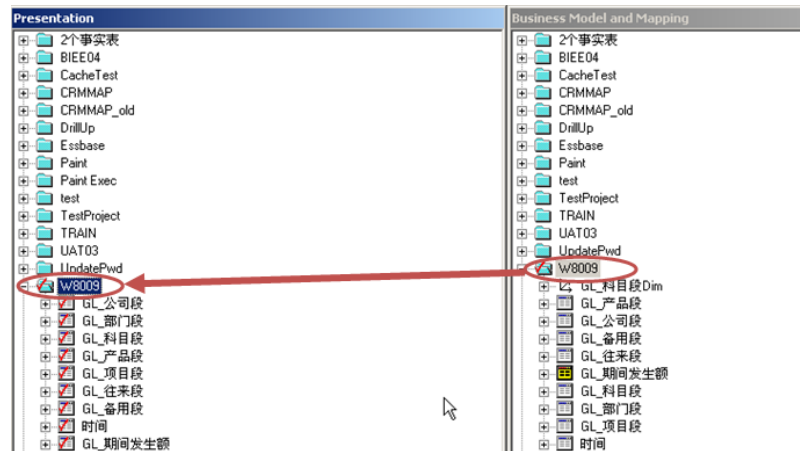 Presentation
2个事实表
BIEE04
CacheTest
CRMMAP
CRMMAP_old
DrillUp
Essbase
Paint
Paint Exec
test
TestProject
TRAIN
UAT03
UpdatePwd
W8009
GL_公司段
GL_部门段
GL_科目段
GL_产品段
GL_项目段
GL_往来段
GL_备用段
时间
GL_期间发生额
Business Model and Mapping
2个事实表
BIEE04
CacheTest
CRMMAP
CRMMAP_old
DrillUp
Essbase
Paint
test
TestProject
TRAIN
UAT03
UpdatePwd
W8009
GL_科目段Dim
GL_产品段
GL_公司段
GL_备用段
GL_往来段
GL_期间发生额
GL_科目段
GL_部门段
GL_项目段
时间